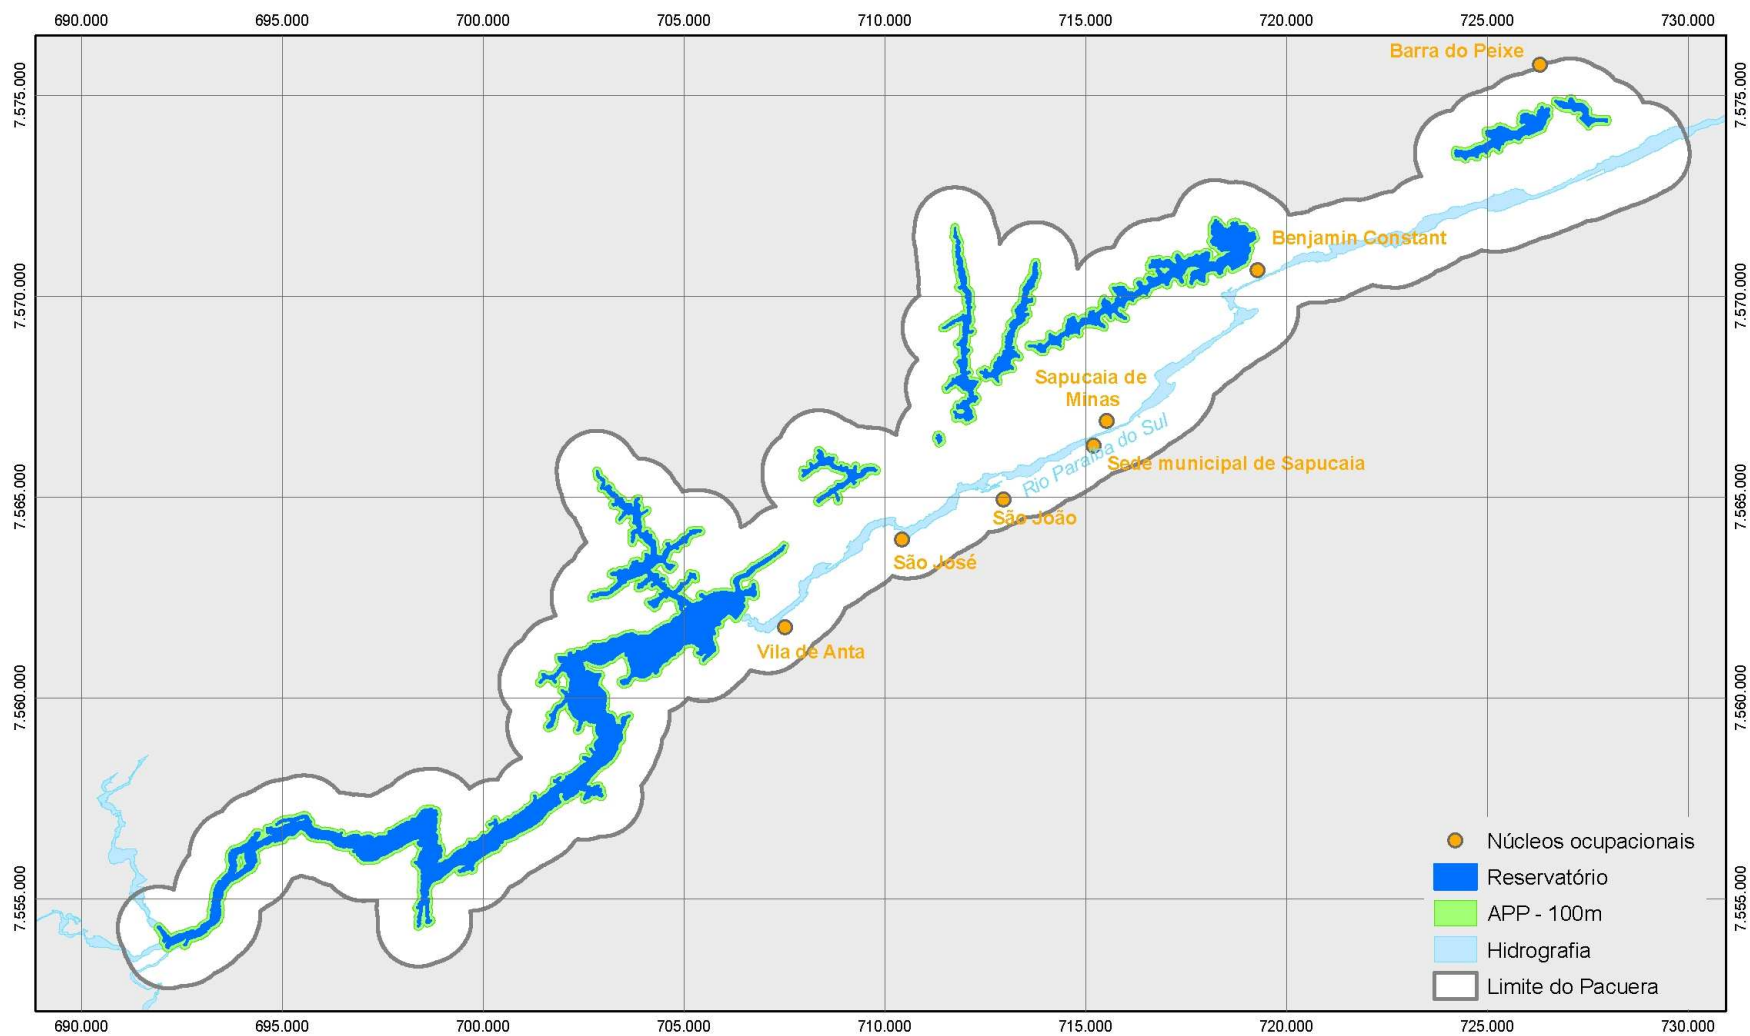 690.000 695.000 700.000 705.000 710.000 715.000 720.000 725.000 730.000
Barra do Peixe
7.575.000 7.575.000
Benjamin Constant
7.570.000 7.570.000
Sapucaia de
Minas
Rio Paraíba do Sul
Sede municipal de Sapucaia
7.565.000 7.565.000
São João
São José
Vila de Anta
7.560.000 7.560.000
Núcleos ocupacionais
Reservatório
7.555.000 7.555.000
APP - 100m
Hidrografia
Limite do Pacuera
690.000 695.000 700.000 705.000 710.000 715.000 720.000 725.000 730.000